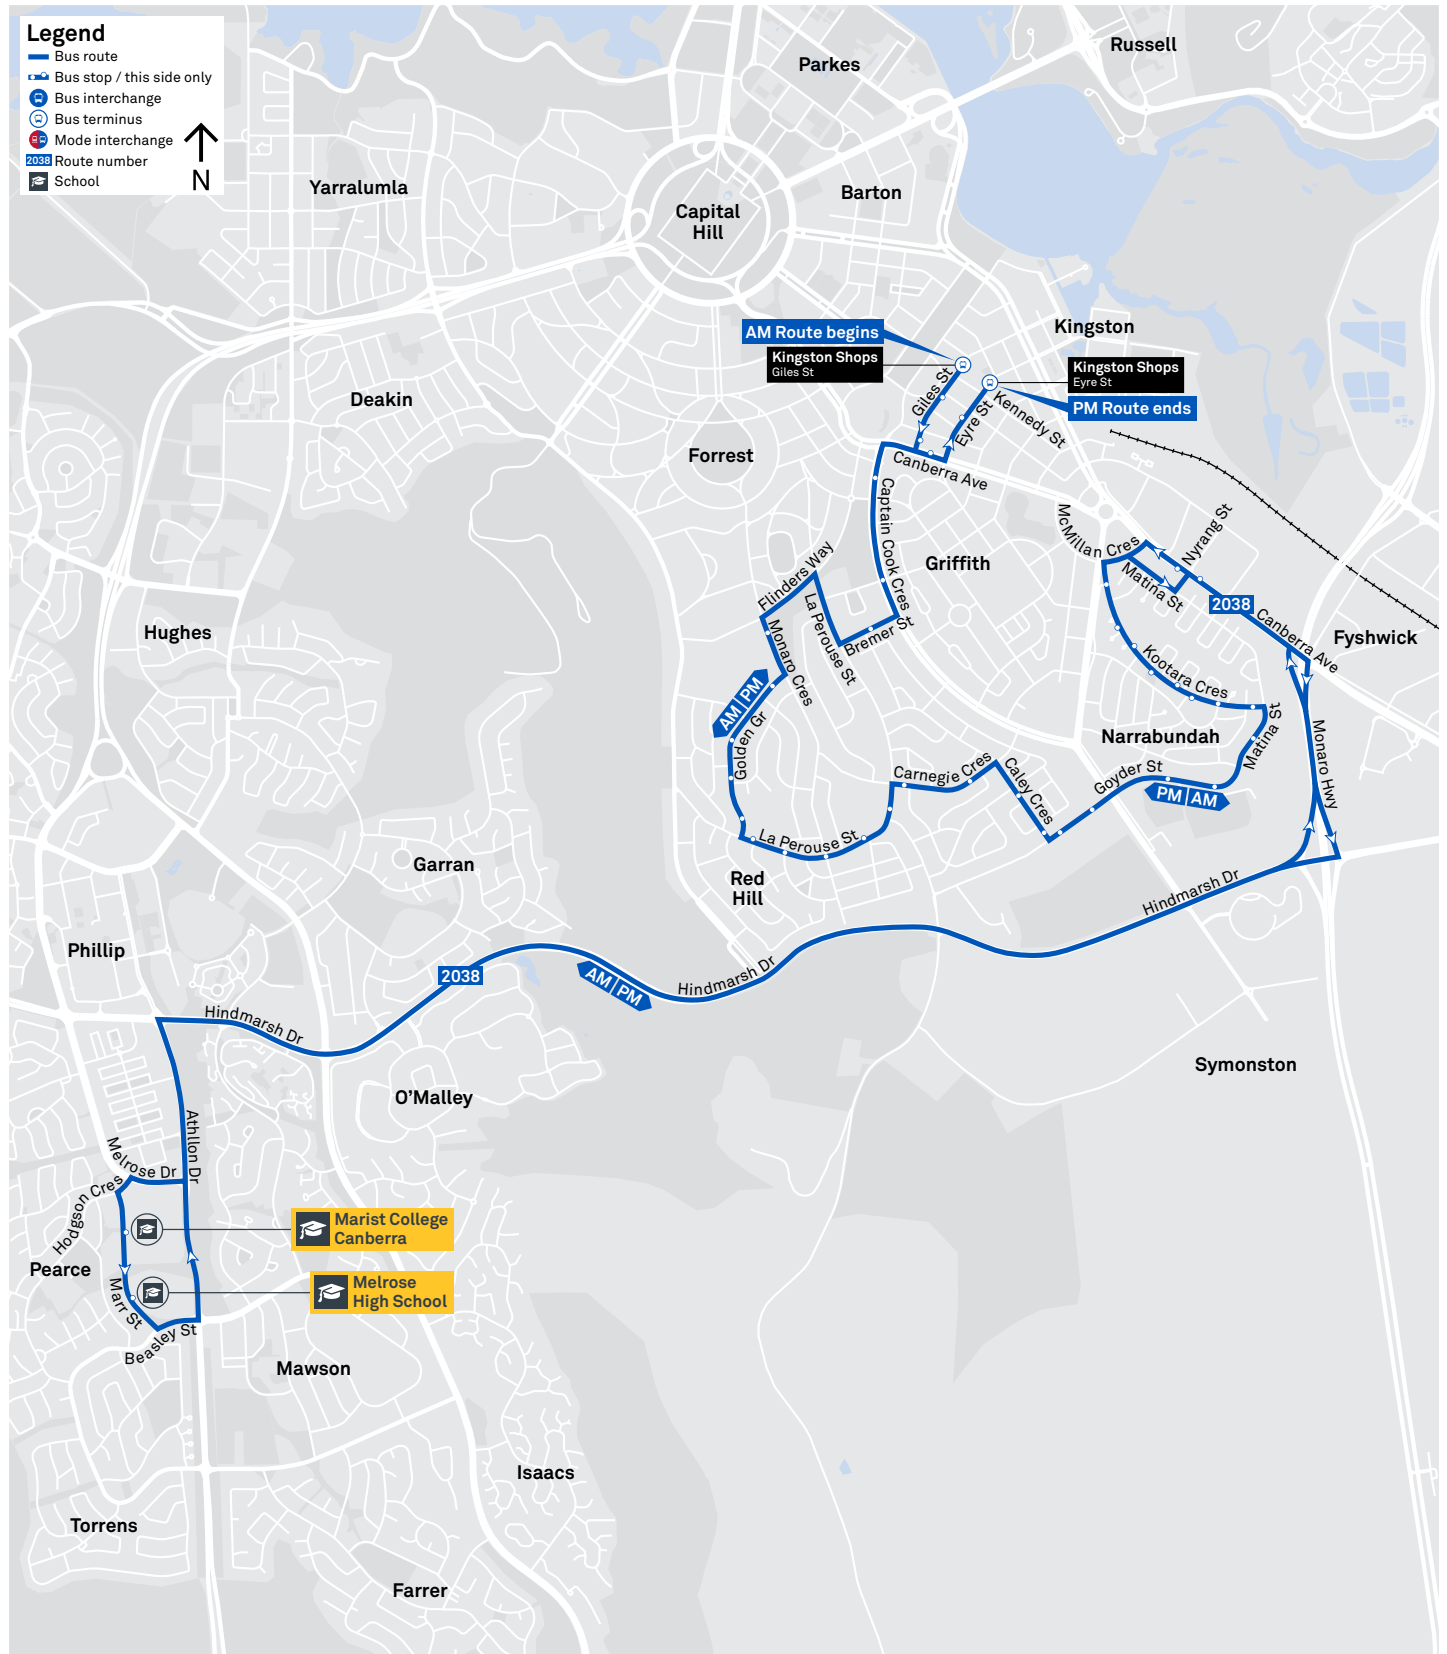 Legend
Bus route
Bus stop / this side only
Bus interchange
Bus terminus
Mode interchange
2038 Route number
School
N
Russell
Parkes
Yarralumla
Barton
Capital
Hill
Kingston
AM Route begins
Kingston Shops
Giles St
Kingston Shops
Eyre St
PM Route ends
Giles St
Eyre St
Kennedy St
Deakin
Forrest
Canberra Ave
Captain Cook Cres
McMillan Cres
Nyrang St
Griffith
Matina St
2038
Canberra Ave
Fyshwick
Flinders Way
La Perouse St
Bremer St
Hughes
Monaro Cres
Kootara Cres
AM | PM
Golden Gr
Narrabundah
Matina St
Monaro Hwy
Carnegie Cres
Caley Cres
Goyder St
PM | AM
La Perouse St
Garran
Red
Hill
Hindmarsh Dr
Phillip
2038
AM | PM
Hindmarsh Dr
Hindmarsh Dr
Symonston
O'Malley
Athllon Dr
Melrose Dr
Hodgson Cres
Marist College
Canberra
Pearce
Melrose
High School
Marr St
Beasley St
Mawson
Isaacs
Torrens
Farrer